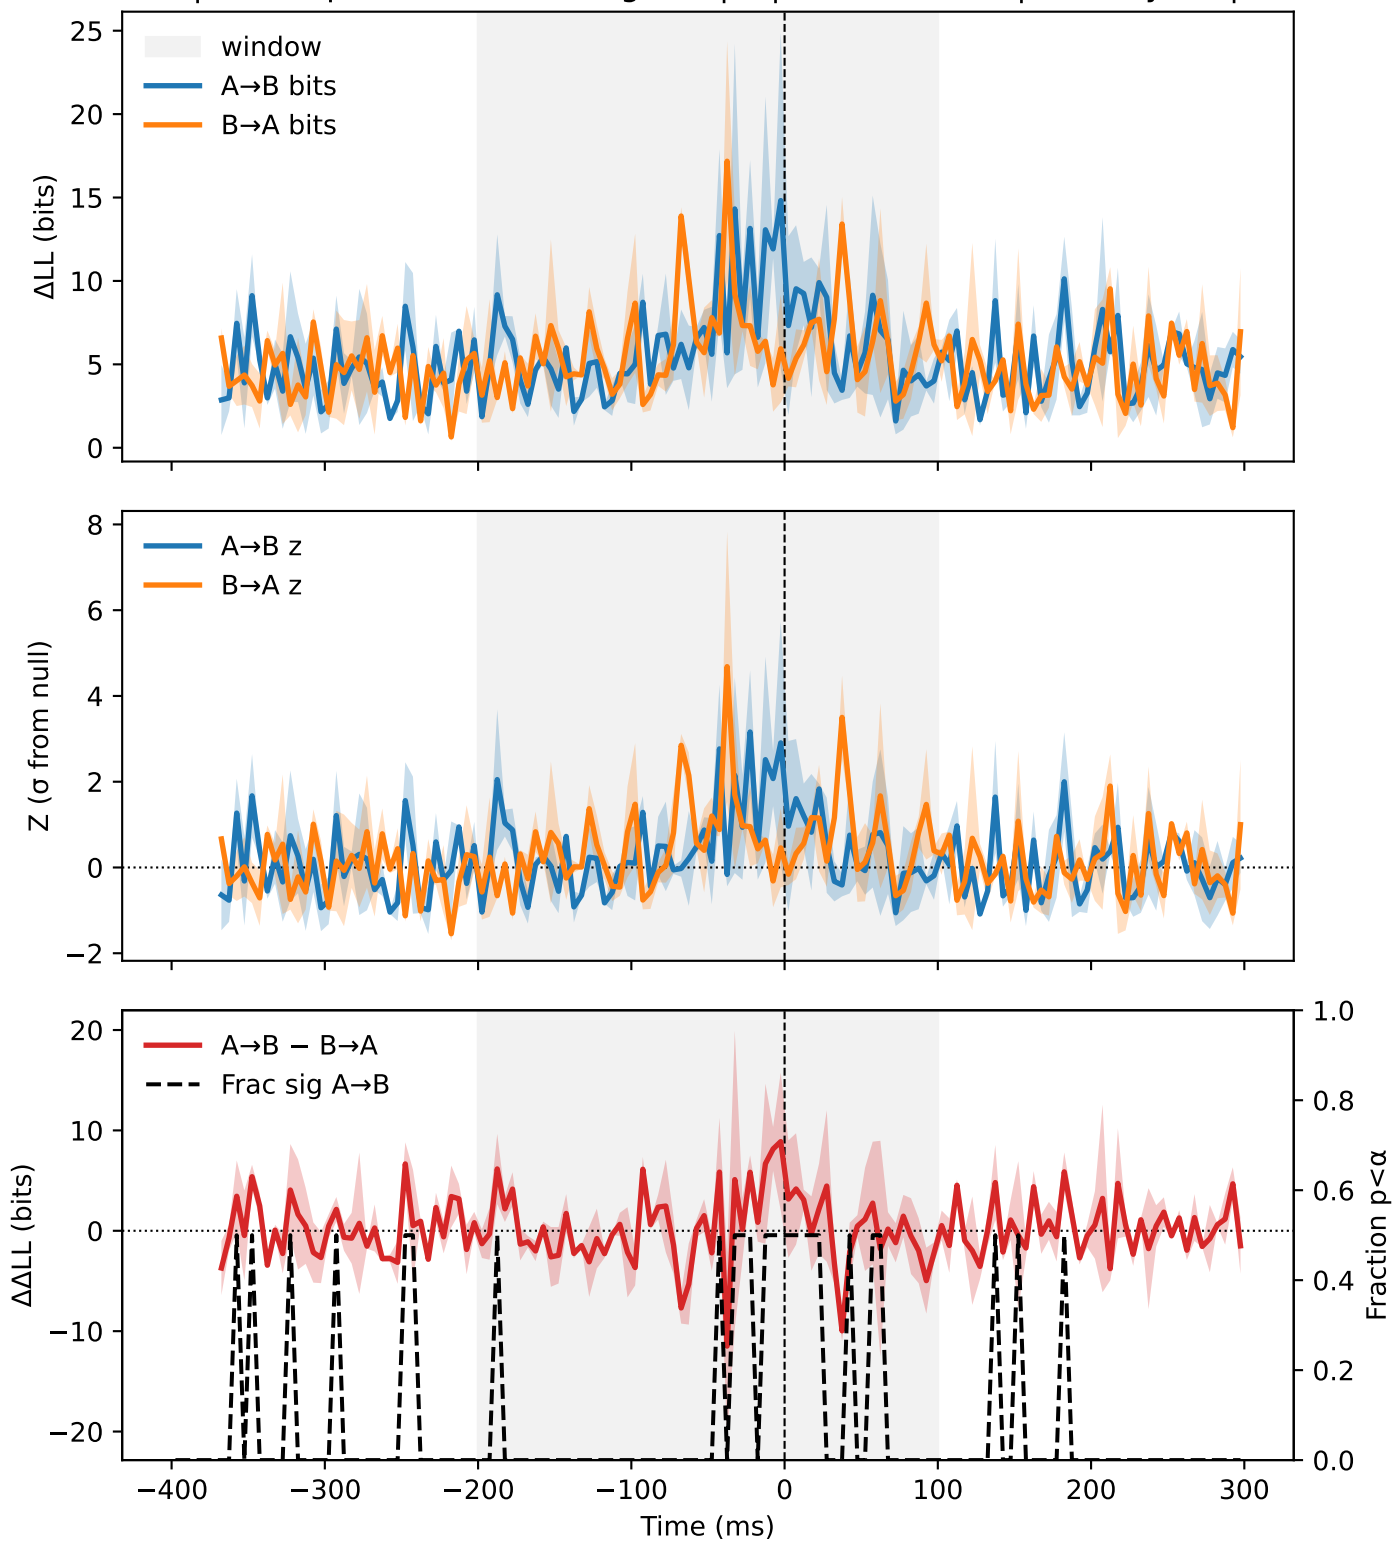 25
20
15
10
5
0
ΔLL (bits)
window
A→B bits
B→A bits
−400
8
6
4
2
0
−2
Z (σ from null)
A→B z
B→A z
20
10
0
−10
−20
ΔΔLL (bits)
A→B − B→A
Frac sig A→B
1.0
0.8
0.6
0.4
0.2
0.0
Fraction p<α
−400 −300 −200 −100 0 100 200 300
Time (ms)